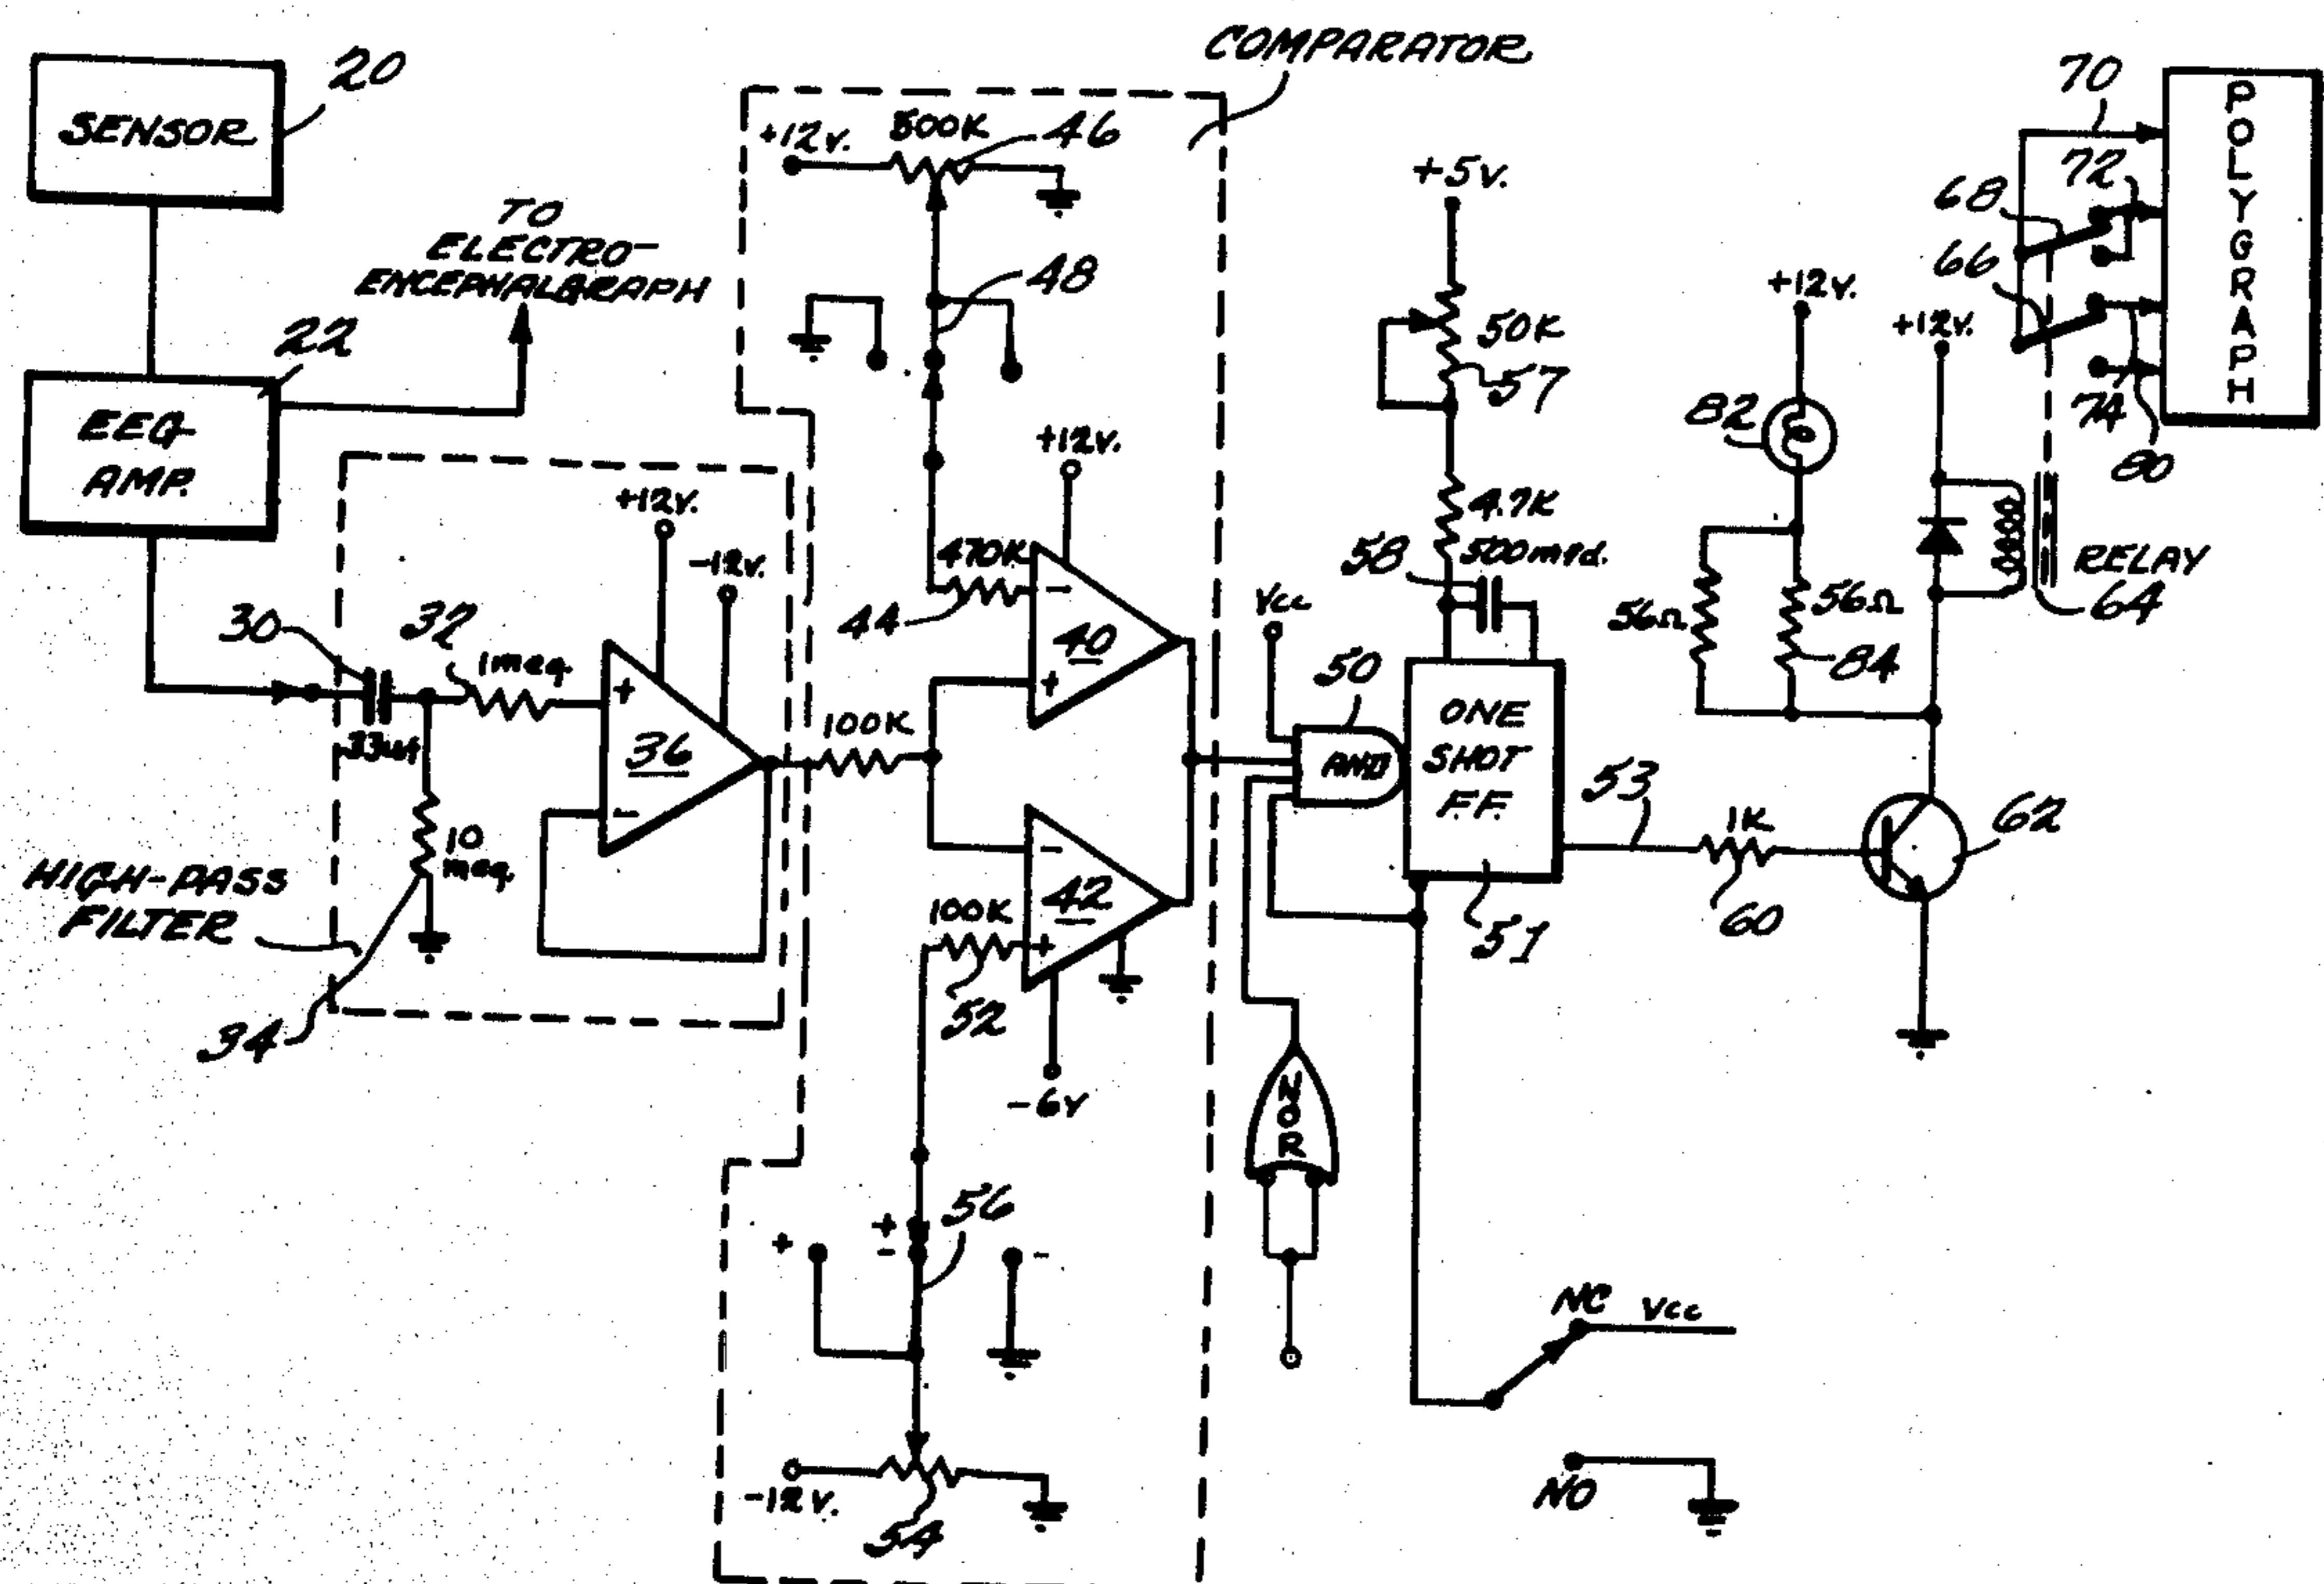 COMPARATOR
SENSOR
20
TO
ELECTRO-
ENCEPHALGRAPH
22
EEG
AMP.
+12v.
500K
46
48
+5v.
50K
57
4.7K
58
500mfd.
70
72
68
66
74
80
POLYGRAPH
+12v.
82
+12v.
56Ω
56Ω
84
RELAY
64
30
32
1meg
.33uf
10
meg
34
HIGH-PASS
FILTER
+12v.
-12v.
36
+
-
100K
+12v.
470K
44
40
-
+
42
-
+
100K
52
-6v
Vcc
50
AND
ONE
SHOT
F.F.
51
53
1K
60
62
NOR
+
+
-
-
56
-12v.
54
NC
Vcc
NO